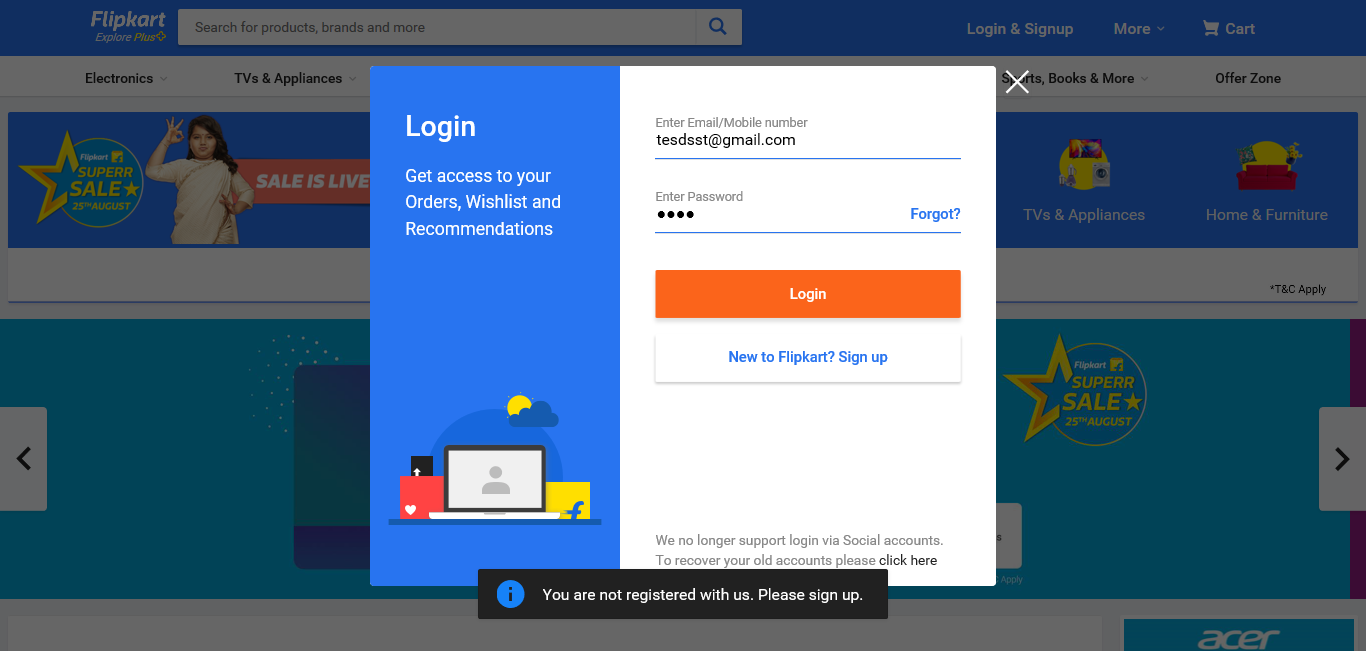 Flipkart
Explore Plus
Search for products, brands and more
Login & Signup
More
Cart
Electronics
TVs & Appliances
Sports, Books & More
Offer Zone
Login
Get access to your
Orders, Wishlist and
Recommendations
Enter Email/Mobile number
tesdsst@gmail.com
Enter Password
Forgot?
Login
New to Flipkart? Sign up
We no longer support login via Social accounts.
To recover your old accounts please click here
You are not registered with us. Please sign up.
Flipkart
SUPERR
SALE
25TH AUGUST
SALE IS LIVE
TVs & Appliances
Home & Furniture
*T&C Apply
Flipkart
SUPERR
SALE
25TH AUGUST
Apply
acer